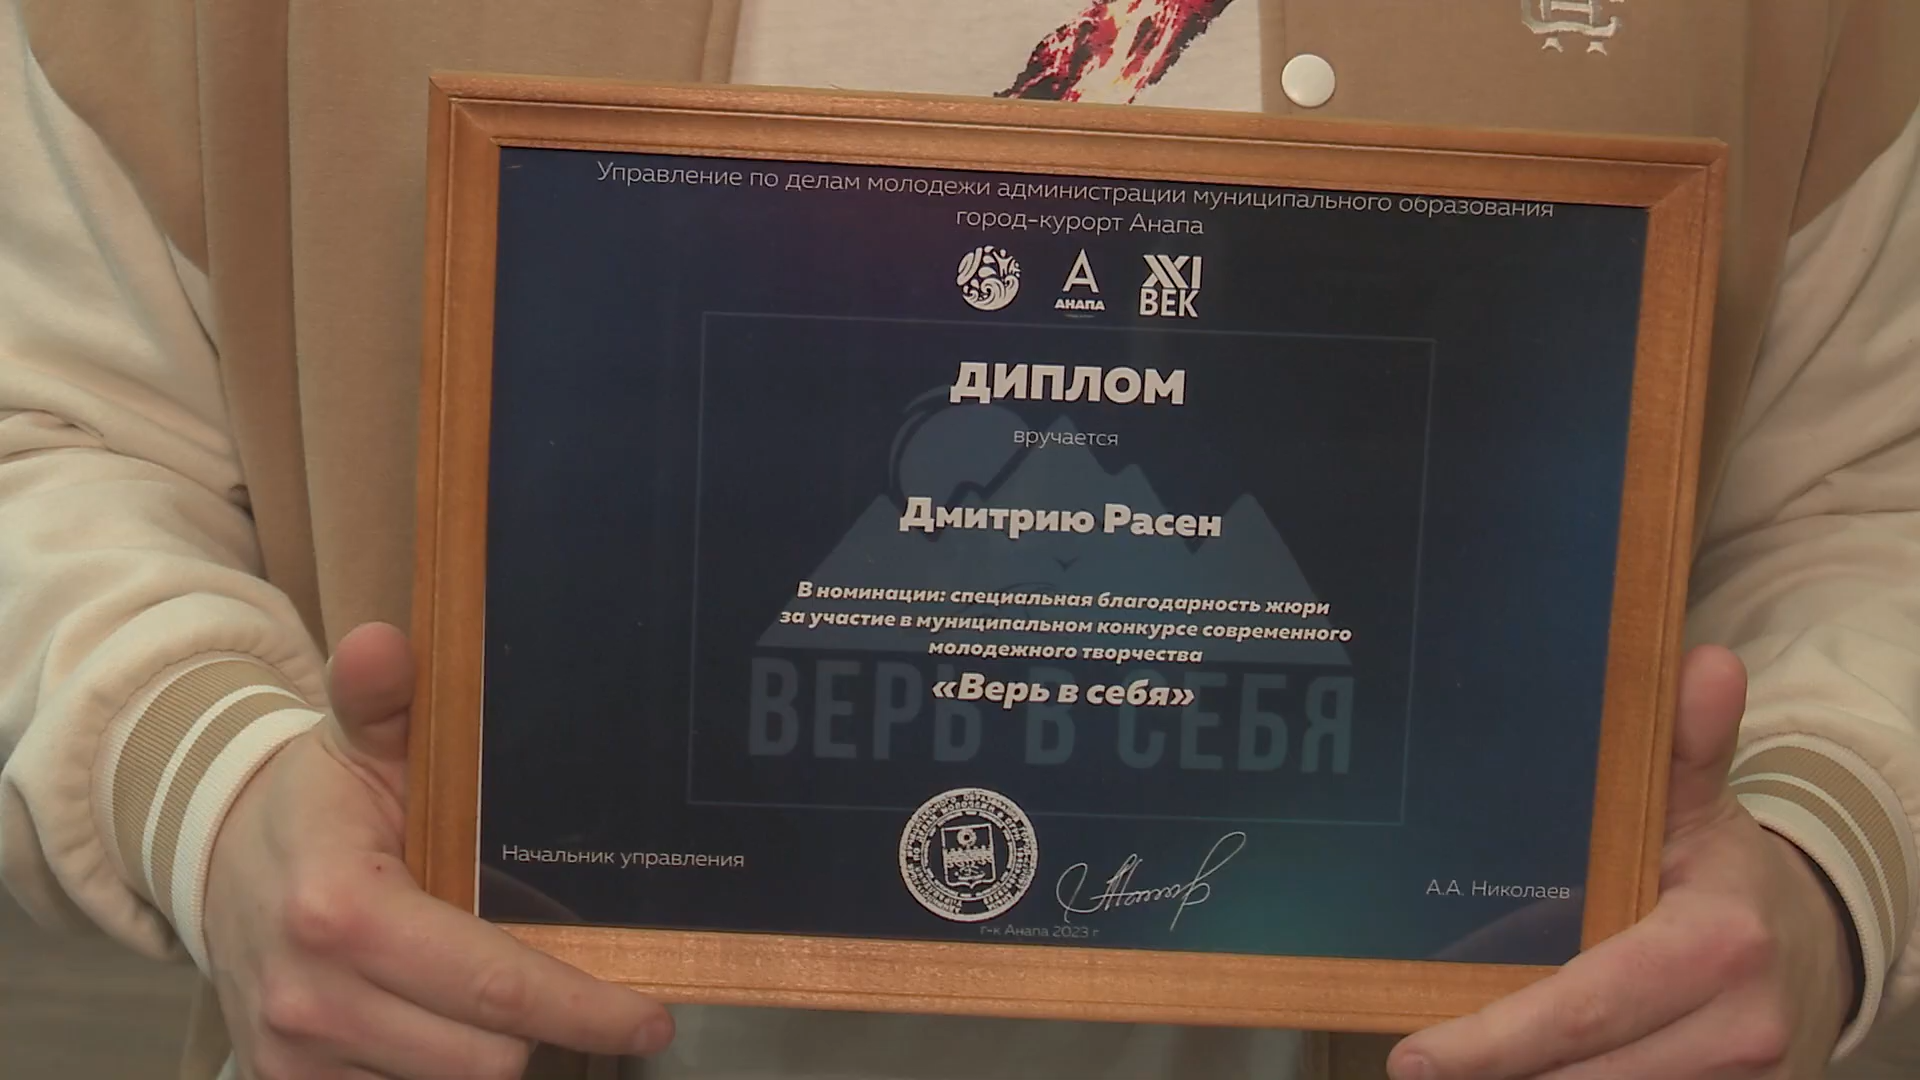 Управление по делам молодежи администрации муниципального образования
город-курорт Анапа
А
АНАПА
XXI
ВЕК
ДИПЛОМ
вручается
Дмитрию Расен
В номинации: специальная благодарность жюри
за участие в муниципальном конкурсе современного
молодежного творчества
«Верь в себя»
ВЕРЬ В СЕБЯ
Начальник управления
А.А. Николаев
г-к Анапа 2023 г